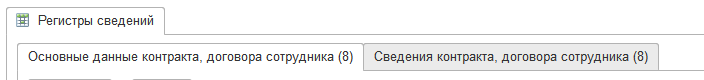 Регистры сведений
Основные данные контракта, договора сотрудника (8) Сведения контракта, договора сотрудника (8)